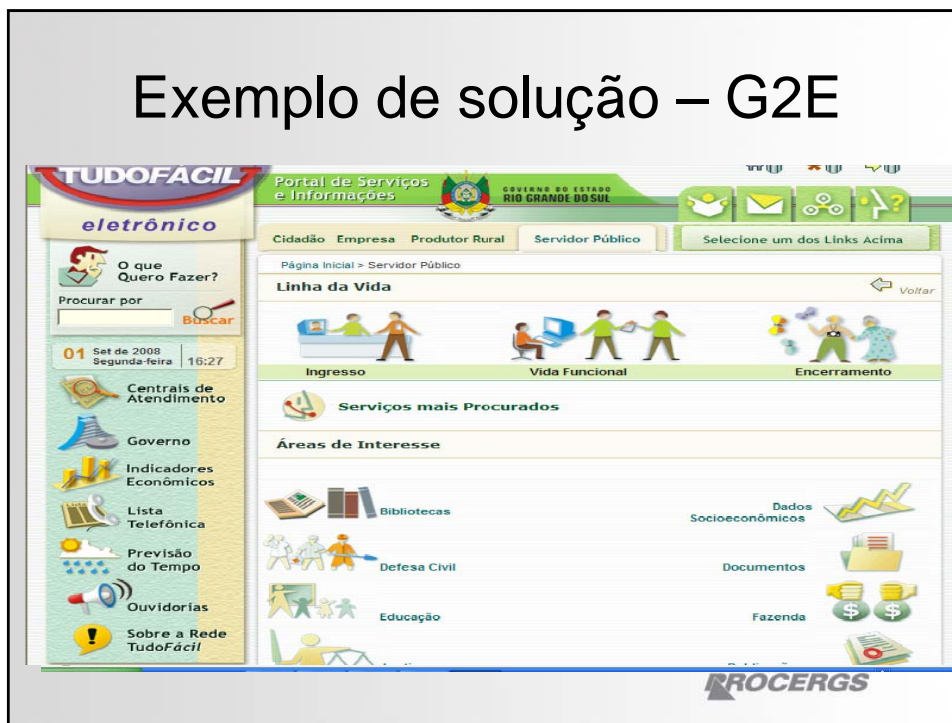 Exemplo de solução – G2E
TUDOFÁCIL
eletrônico
Portal de Serviços
e Informações
GOVERNO DO ESTADO
RIO GRANDE DO SUL
Cidadão Empresa Produtor Rural Servidor Público
Selecione um dos Links Acima
O que
Quero Fazer?
Procurar por
Buscar
01 Set de 2008
Segunda-feira 16:27
Centrais de
Atendimento
Governo
Indicadores
Econômicos
Lista
Telefônica
Previsão
do Tempo
Ouvidorias
Sobre a Rede
TudoFácil
Página Inicial > Servidor Público
Linha da Vida
Voltar
Ingresso Vida Funcional Encerramento
Serviços mais Procurados
Áreas de Interesse
Bibliotecas
Dados
Socioeconômicos
Defesa Civil
Documentos
Educação
Fazenda
PROCERGS